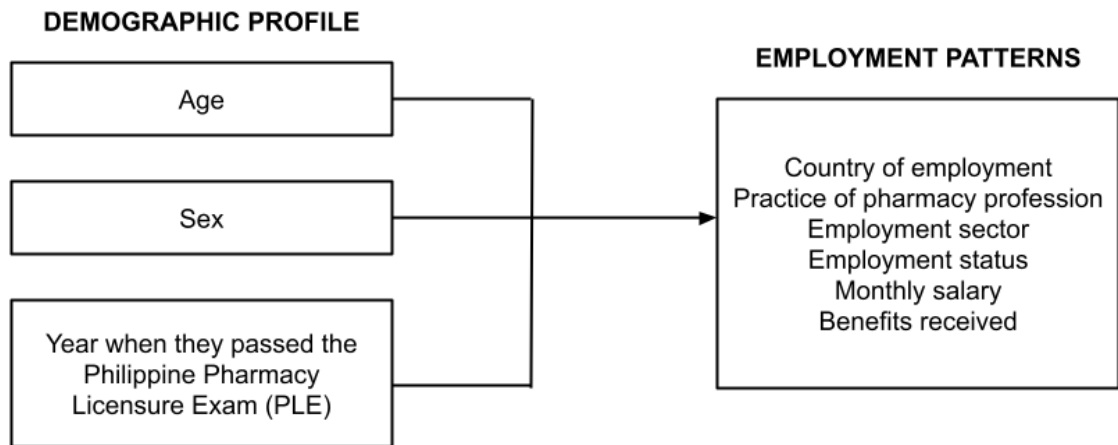 DEMOGRAPHIC PROFILE
Age
Sex
Year when they passed the
Philippine Pharmacy
Licensure Exam (PLE)
EMPLOYMENT PATTERNS
Country of employment
Practice of pharmacy profession
Employment sector
Employment status
Monthly salary
Benefits received